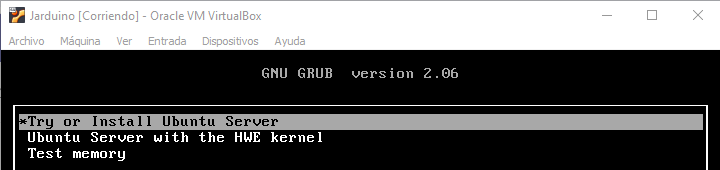 Jarduino [Corriendo] - Oracle VM VirtualBox
Archivo Máquina Ver Entrada Dispositivos Ayuda
GNU GRUB version 2.06
*Try or Install Ubuntu Server
Ubuntu Server with the HWE kernel
Test memory